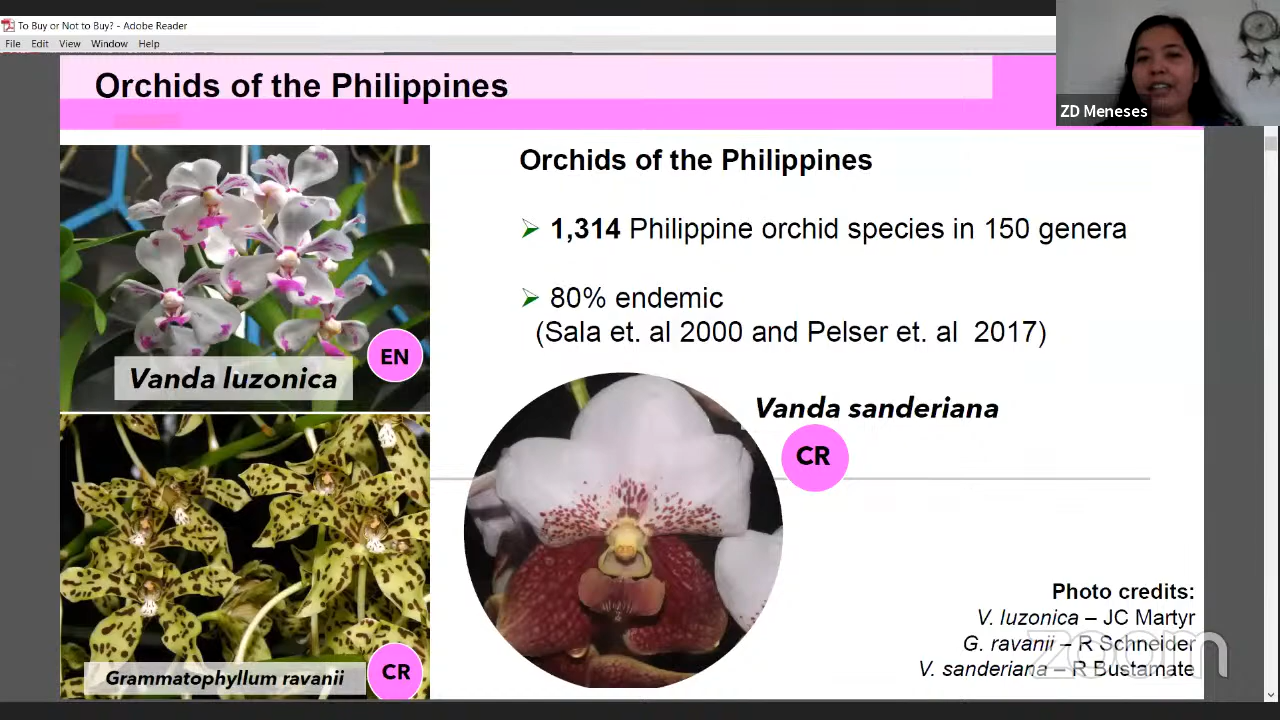 To Buy or Not to Buy? - Adobe Reader
File Edit View Window Help
Orchids of the Philippines
ZD Meneses
Orchids of the Philippines
1,314 Philippine orchid species in 150 genera
80% endemic
(Sala et. al 2000 and Pelser et. al 2017)
EN
Vanda luzonica
Vanda sanderiana
CR
Grammatophyllum ravanii
CR
Photo credits:
V. luzonica – JC Martyr
G. ravanii – R Schneider
V. sanderiana – R Bustamate
zoom